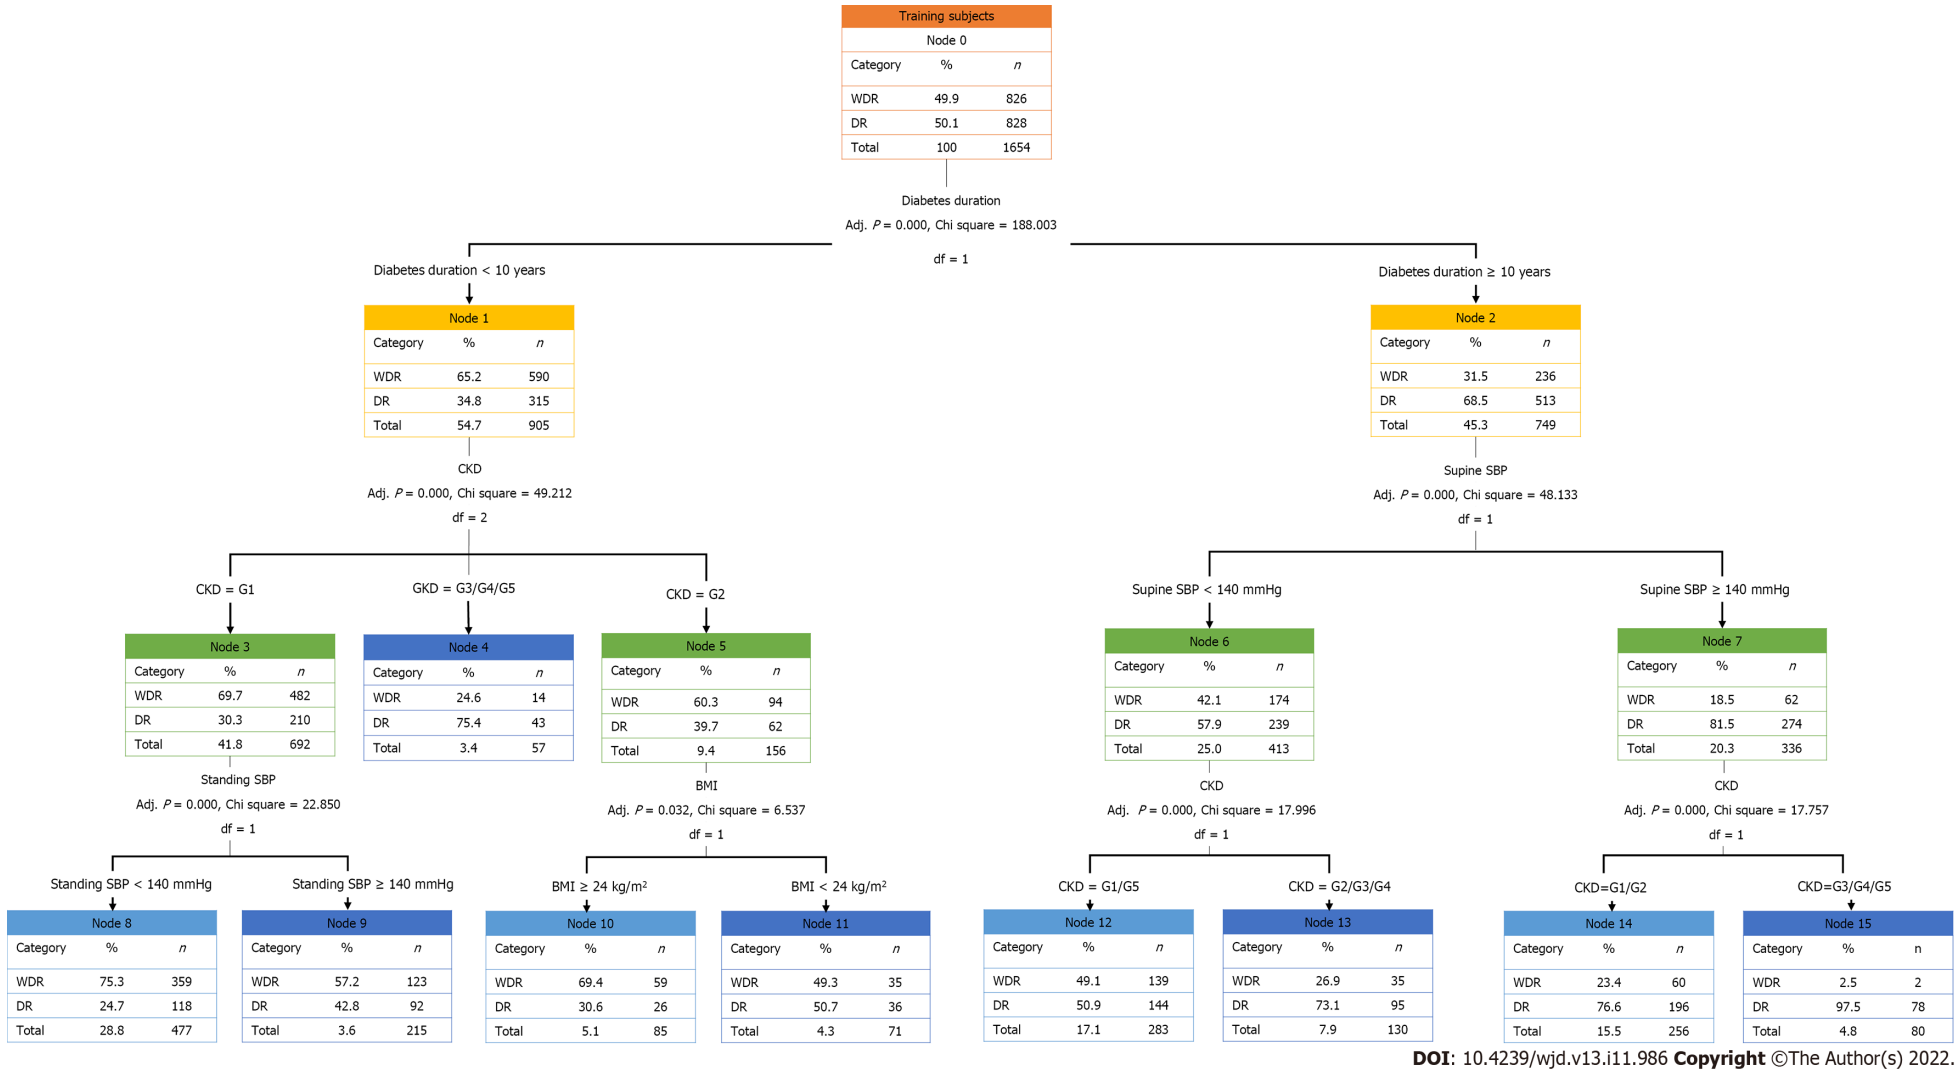 Training subjects
Node 0
Category % n
WDR 49.9 826
DR 50.1 828
Total 100 1654
Diabetes duration
Adj. P = 0.000, Chi square = 188.003
df = 1
Diabetes duration < 10 years
Diabetes duration ≥ 10 years
Node 1
Category % n
WDR 65.2 590
DR 34.8 315
Total 54.7 905
CKD
Adj. P = 0.000, Chi square = 49.212
df = 2
Node 2
Category % n
WDR 31.5 236
DR 68.5 513
Total 45.3 749
Supine SBP
Adj. P = 0.000, Chi square = 48.133
df = 1
CKD = G1
GKD = G3/G4/G5
CKD = G2
Supine SBP < 140 mmHg
Supine SBP ≥ 140 mmHg
Node 3
Category % n
WDR 69.7 482
DR 30.3 210
Total 41.8 692
Standing SBP
Adj. P = 0.000, Chi square = 22.850
df = 1
Node 4
Category % n
WDR 24.6 14
DR 75.4 43
Total 3.4 57
Node 5
Category % n
WDR 60.3 94
DR 39.7 62
Total 9.4 156
BMI
Adj. P = 0.032, Chi square = 6.537
df = 1
Node 6
Category % n
WDR 42.1 174
DR 57.9 239
Total 25.0 413
CKD
Adj. P = 0.000, Chi square = 17.996
df = 1
Node 7
Category % n
WDR 18.5 62
DR 81.5 274
Total 20.3 336
CKD
Adj. P = 0.000, Chi square = 17.757
df = 1
Standing SBP < 140 mmHg
Standing SBP ≥ 140 mmHg
BMI ≥ 24 kg/m²
BMI < 24 kg/m²
CKD = G1/G5
CKD = G2/G3/G4
CKD=G1/G2
CKD=G3/G4/G5
Node 8
Category % n
WDR 75.3 359
DR 24.7 118
Total 28.8 477
Node 9
Category % n
WDR 57.2 123
DR 42.8 92
Total 3.6 215
Node 10
Category % n
WDR 69.4 59
DR 30.6 26
Total 5.1 85
Node 11
Category % n
WDR 49.3 35
DR 50.7 36
Total 4.3 71
Node 12
Category % n
WDR 49.1 139
DR 50.9 144
Total 17.1 283
Node 13
Category % n
WDR 26.9 35
DR 73.1 95
Total 7.9 130
Node 14
Category % n
WDR 23.4 60
DR 76.6 196
Total 15.5 256
Node 15
Category % n
WDR 2.5 2
DR 97.5 78
Total 4.8 80
DOI: 10.4239/wjd.v13.i11.986 Copyright ©The Author(s) 2022.